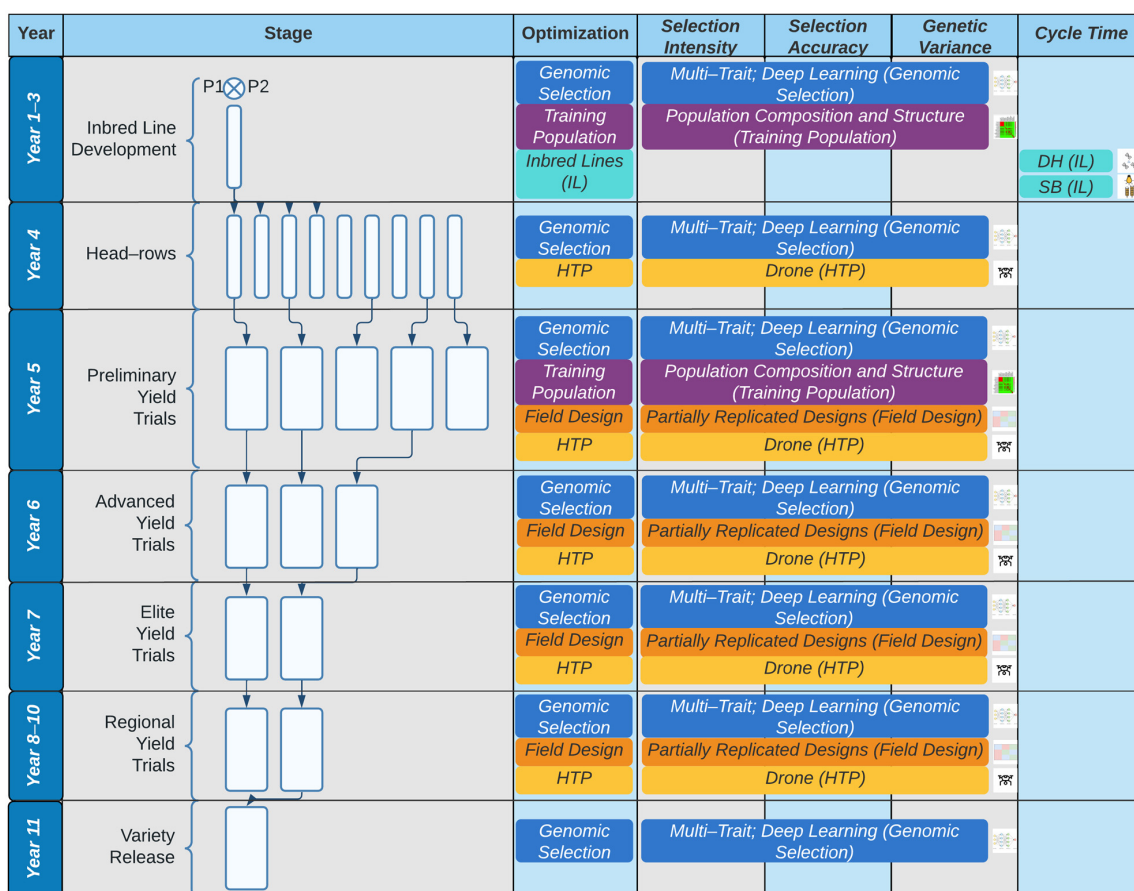 Year
Stage
Optimization
Selection
Intensity
Selection
Accuracy
Genetic
Variance
Cycle Time
Year 1–3
Inbred Line
Development
P1
P2
Genomic
Selection
Multi–Trait; Deep Learning (Genomic
Selection)
Training
Population
Population Composition and Structure
(Training Population)
Inbred Lines
(IL)
DH (IL)
SB (IL)
Year 4
Head–rows
Genomic
Selection
Multi–Trait; Deep Learning (Genomic
Selection)
HTP
Drone (HTP)
Year 5
Preliminary
Yield
Trials
Genomic
Selection
Multi–Trait; Deep Learning (Genomic
Selection)
Training
Population
Population Composition and Structure
(Training Population)
Field Design
Partially Replicated Designs (Field Design)
HTP
Drone (HTP)
Year 6
Advanced
Yield
Trials
Genomic
Selection
Multi–Trait; Deep Learning (Genomic
Selection)
Field Design
Partially Replicated Designs (Field Design)
HTP
Drone (HTP)
Year 7
Elite
Yield
Trials
Genomic
Selection
Multi–Trait; Deep Learning (Genomic
Selection)
Field Design
Partially Replicated Designs (Field Design)
HTP
Drone (HTP)
Year 8–10
Regional
Yield
Trials
Genomic
Selection
Multi–Trait; Deep Learning (Genomic
Selection)
Field Design
Partially Replicated Designs (Field Design)
HTP
Drone (HTP)
Year 11
Variety
Release
Genomic
Selection
Multi–Trait; Deep Learning (Genomic
Selection)